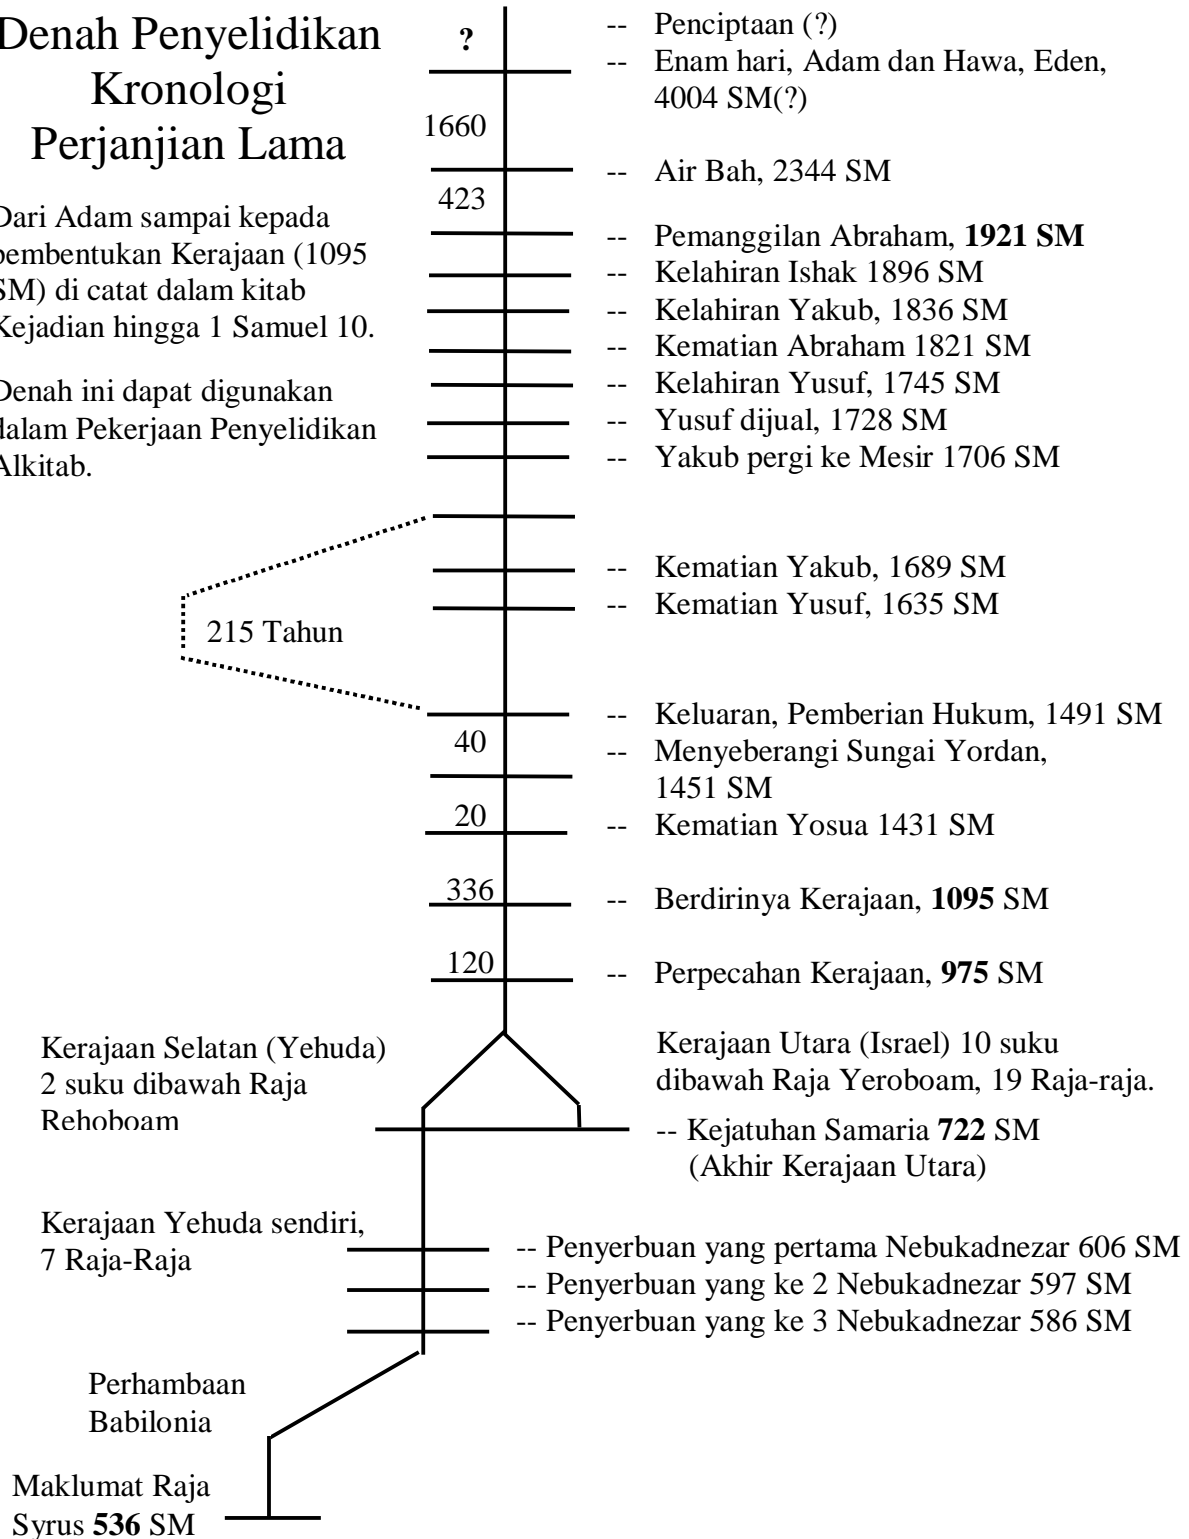 Denah Penyelidikan
Kronologi
Perjanjian Lama
Dari Adam sampai kepada
pembentukan Kerajaan (1095
SM) di catat dalam kitab
Kejadian hingga 1 Samuel 10.
Denah ini dapat digunakan
dalam Pekerjaan Penyelidikan
Alkitab.
?
-- Penciptaan (?)
-- Enam hari, Adam dan Hawa, Eden,
4004 SM(?)
1660
-- Air Bah, 2344 SM
423
-- Pemanggilan Abraham, 1921 SM
-- Kelahiran Ishak 1896 SM
-- Kelahiran Yakub, 1836 SM
-- Kematian Abraham 1821 SM
-- Kelahiran Yusuf, 1745 SM
-- Yusuf dijual, 1728 SM
-- Yakub pergi ke Mesir 1706 SM
-- Kematian Yakub, 1689 SM
-- Kematian Yusuf, 1635 SM
215 Tahun
-- Keluaran, Pemberian Hukum, 1491 SM
40
-- Menyeberangi Sungai Yordan,
1451 SM
20
-- Kematian Yosua 1431 SM
336
-- Berdirinya Kerajaan, 1095 SM
120
-- Perpecahan Kerajaan, 975 SM
Kerajaan Selatan (Yehuda)
2 suku dibawah Raja
Rehoboam
Kerajaan Utara (Israel) 10 suku
dibawah Raja Yeroboam, 19 Raja-raja.
-- Kejatuhan Samaria 722 SM
(Akhir Kerajaan Utara)
Kerajaan Yehuda sendiri,
7 Raja-Raja
-- Penyerbuan yang pertama Nebukadnezar 606 SM
-- Penyerbuan yang ke 2 Nebukadnezar 597 SM
-- Penyerbuan yang ke 3 Nebukadnezar 586 SM
Perhambaan
Babilonia
Maklumat Raja
Syrus 536 SM